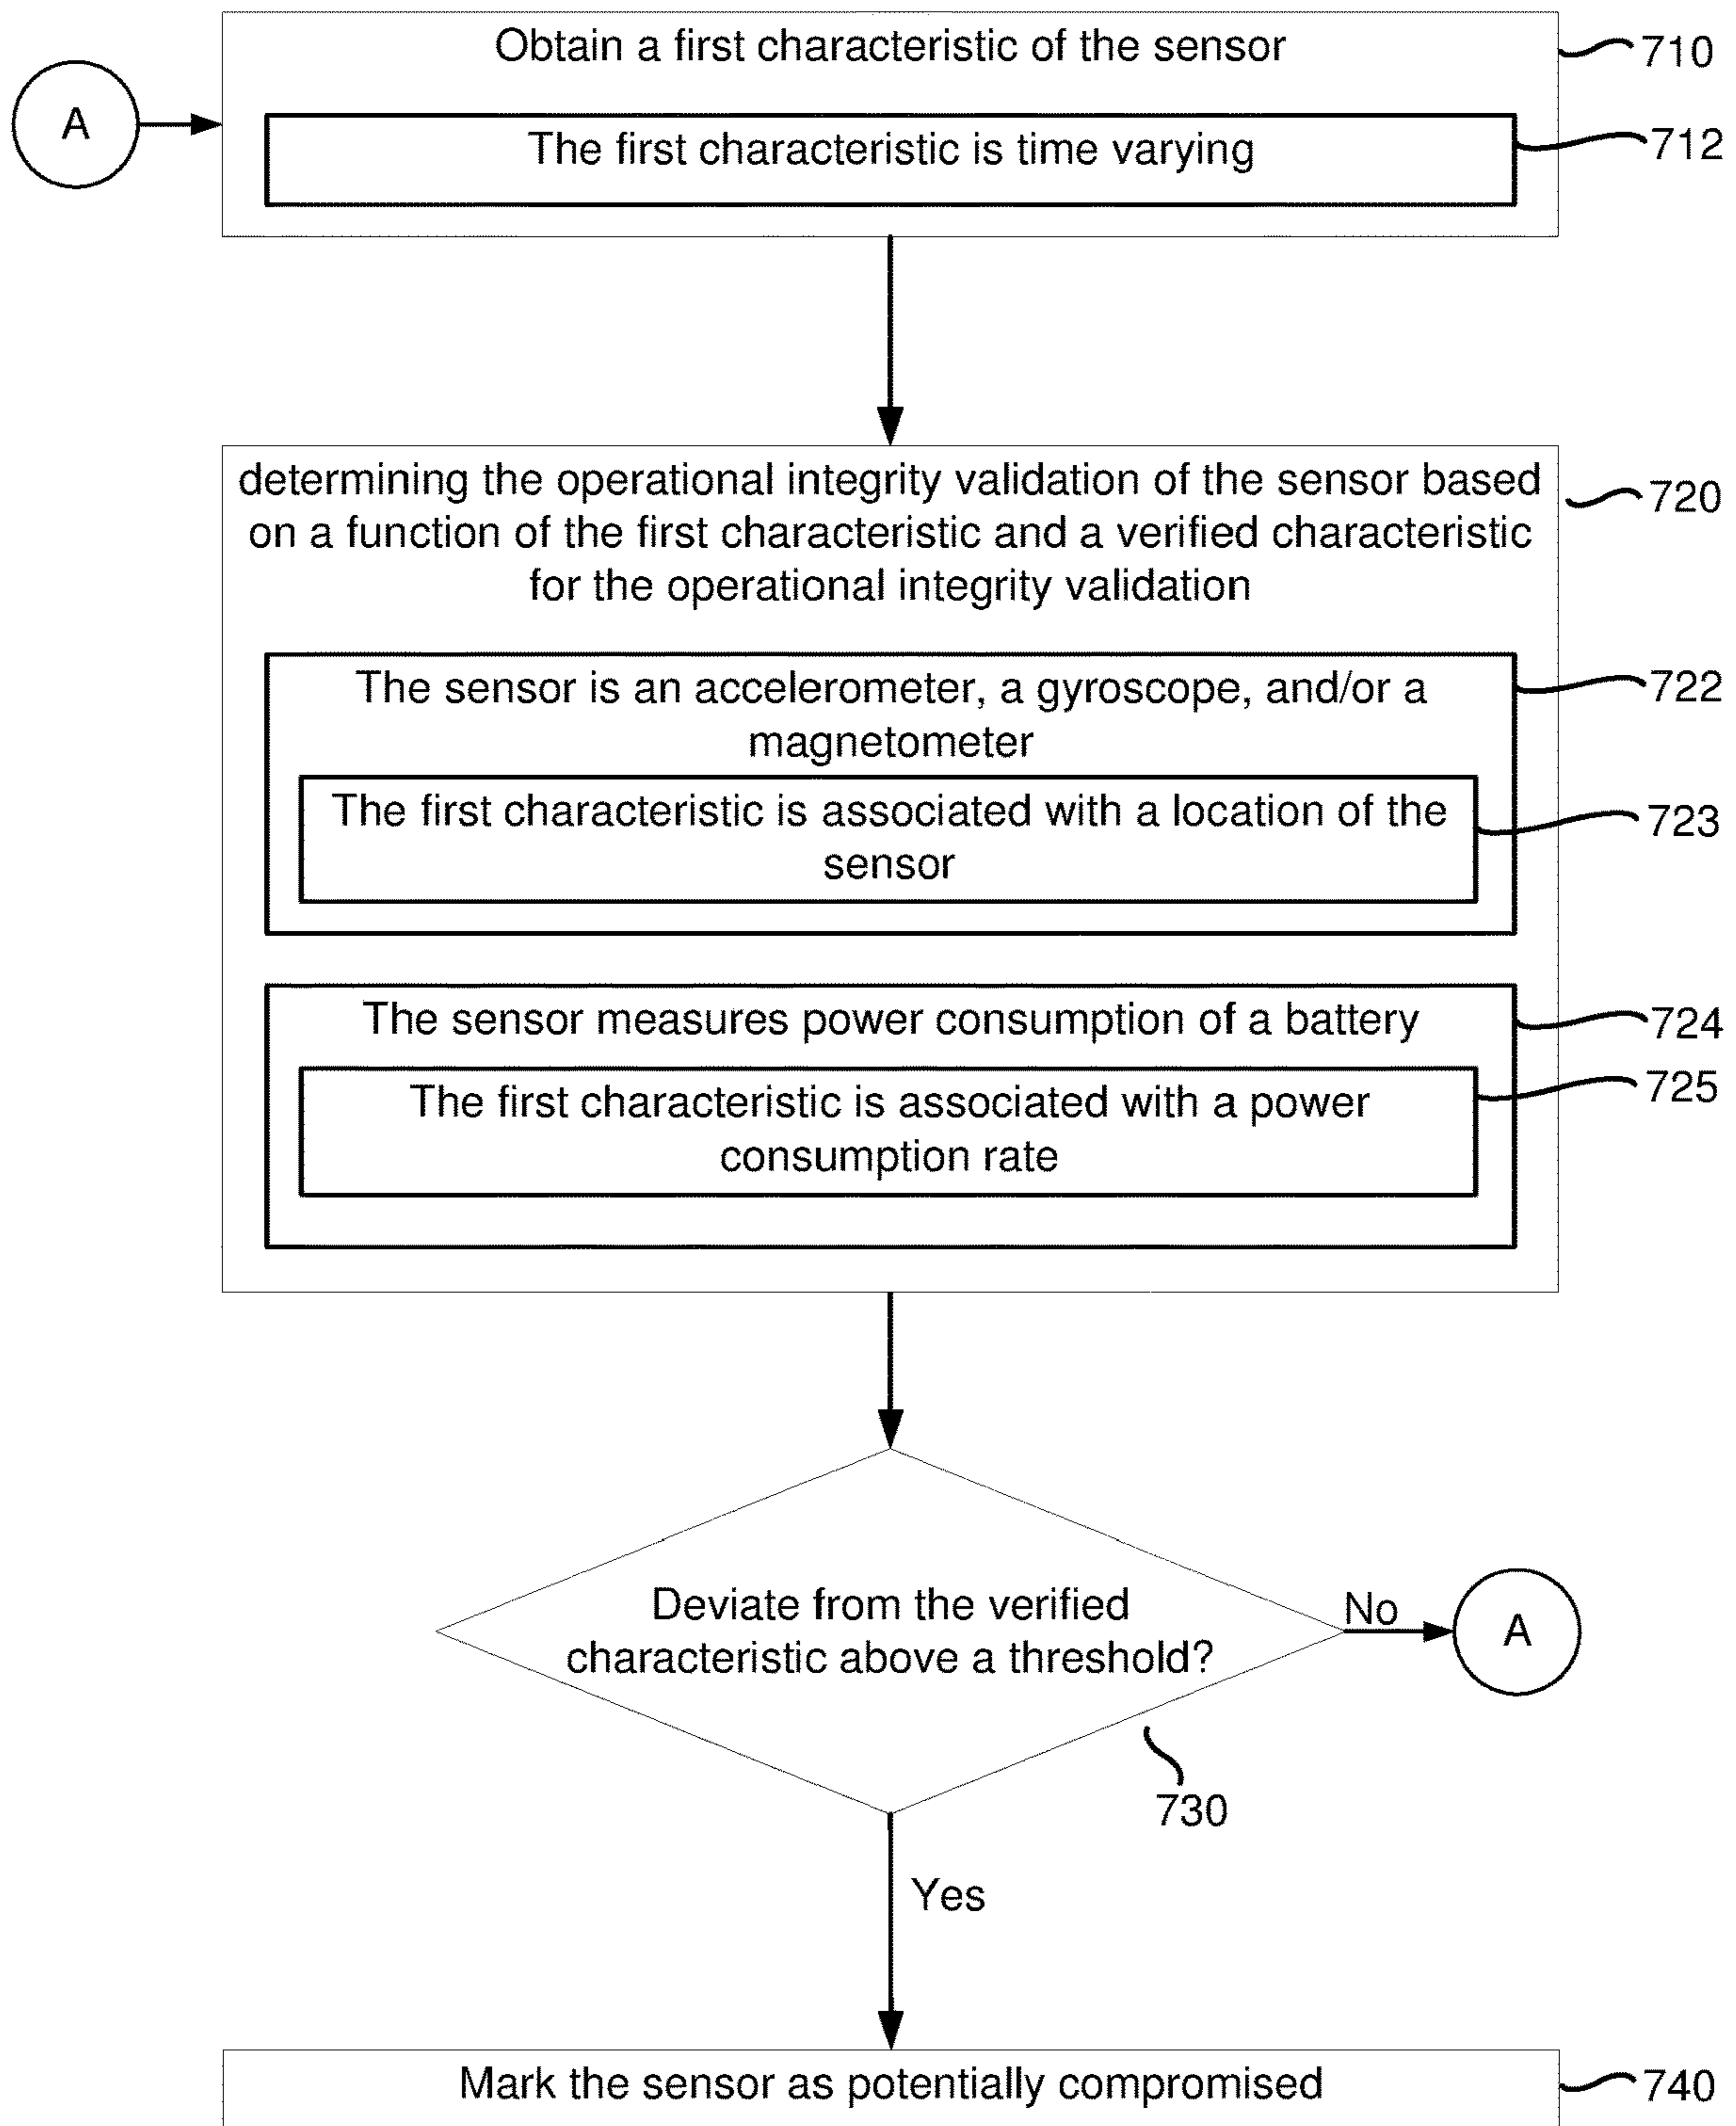 Obtain a first characteristic of the sensor
710
A
The first characteristic is time varying
712
determining the operational integrity validation of the sensor based
on a function of the first characteristic and a verified characteristic
for the operational integrity validation
720
The sensor is an accelerometer, a gyroscope, and/or a
magnetometer
722
The first characteristic is associated with a location of the
sensor
723
The sensor measures power consumption of a battery
724
The first characteristic is associated with a power
consumption rate
725
Deviate from the verified
characteristic above a threshold?
No
A
730
Yes
Mark the sensor as potentially compromised
740